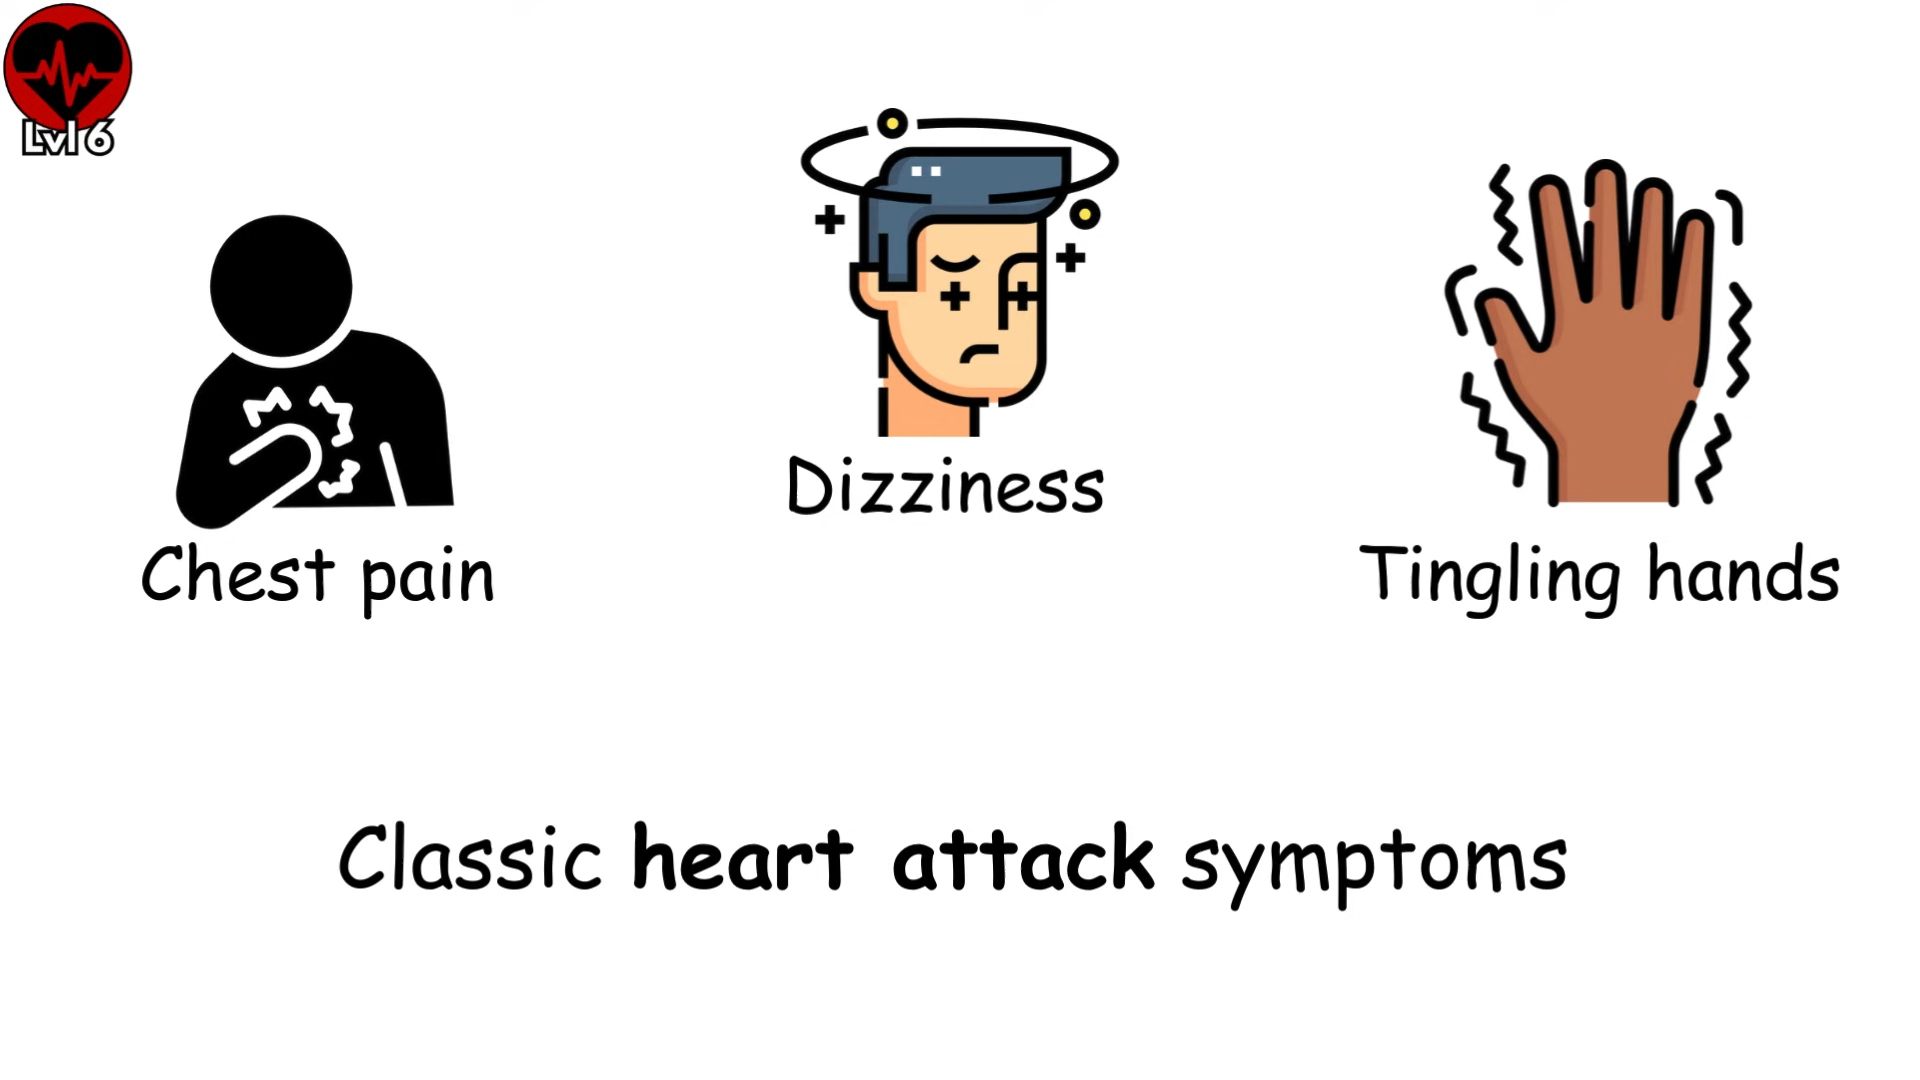 Lvl 6
Dizziness
Chest pain
Tingling hands
Classic heart attack symptoms